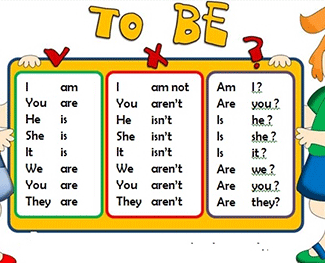 TO BE
I am
You are
He is
She is
It is
We are
You are
They are
I am not
You aren't
He isn't
She isn't
It isn't
We aren't
You aren't
They aren't
Am I?
Are you?
Is he?
Is she?
Is it?
Are we?
Are you?
Are they?